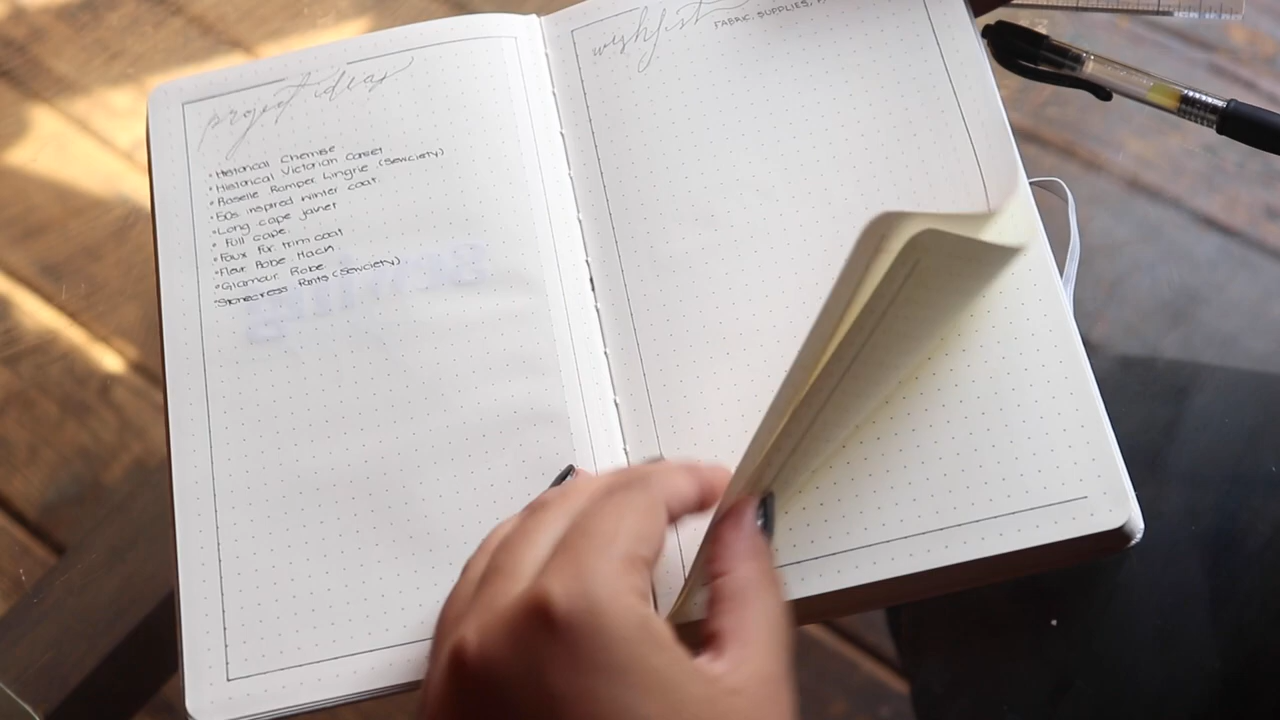 project ideas
• Historical Chemise
• Historical Victorian Corset
• Roselle Romper Lingrie (Sewciety)
• 50s inspired winter coat
• Long cape jacket
• Full cape
• Faux fur trim coat
• Fleur Robe Hack
• Glamour Robe
• Stonecress Pants (Sewciety)
wishlist
FABRIC, SUPPLIES,